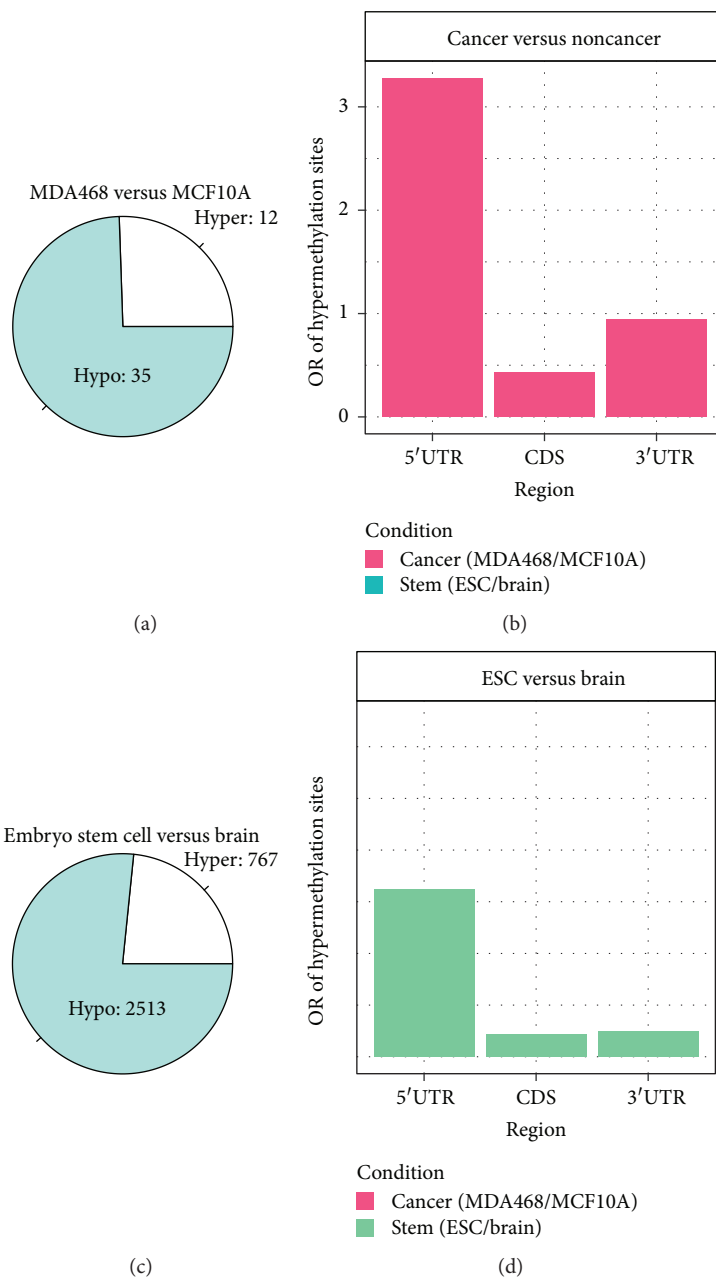 MDA468 versus MCF10A
Hyper: 12
Hypo: 35
(a)
Cancer versus noncancer
OR of hypermethylation sites
3
2
1
0
5′UTR CDS 3′UTR
Region
Condition
Cancer (MDA468/MCF10A)
Stem (ESC/brain)
(b)
Embryo stem cell versus brain
Hyper: 767
Hypo: 2513
(c)
ESC versus brain
OR of hypermethylation sites
5′UTR CDS 3′UTR
Region
Condition
Cancer (MDA468/MCF10A)
Stem (ESC/brain)
(d)